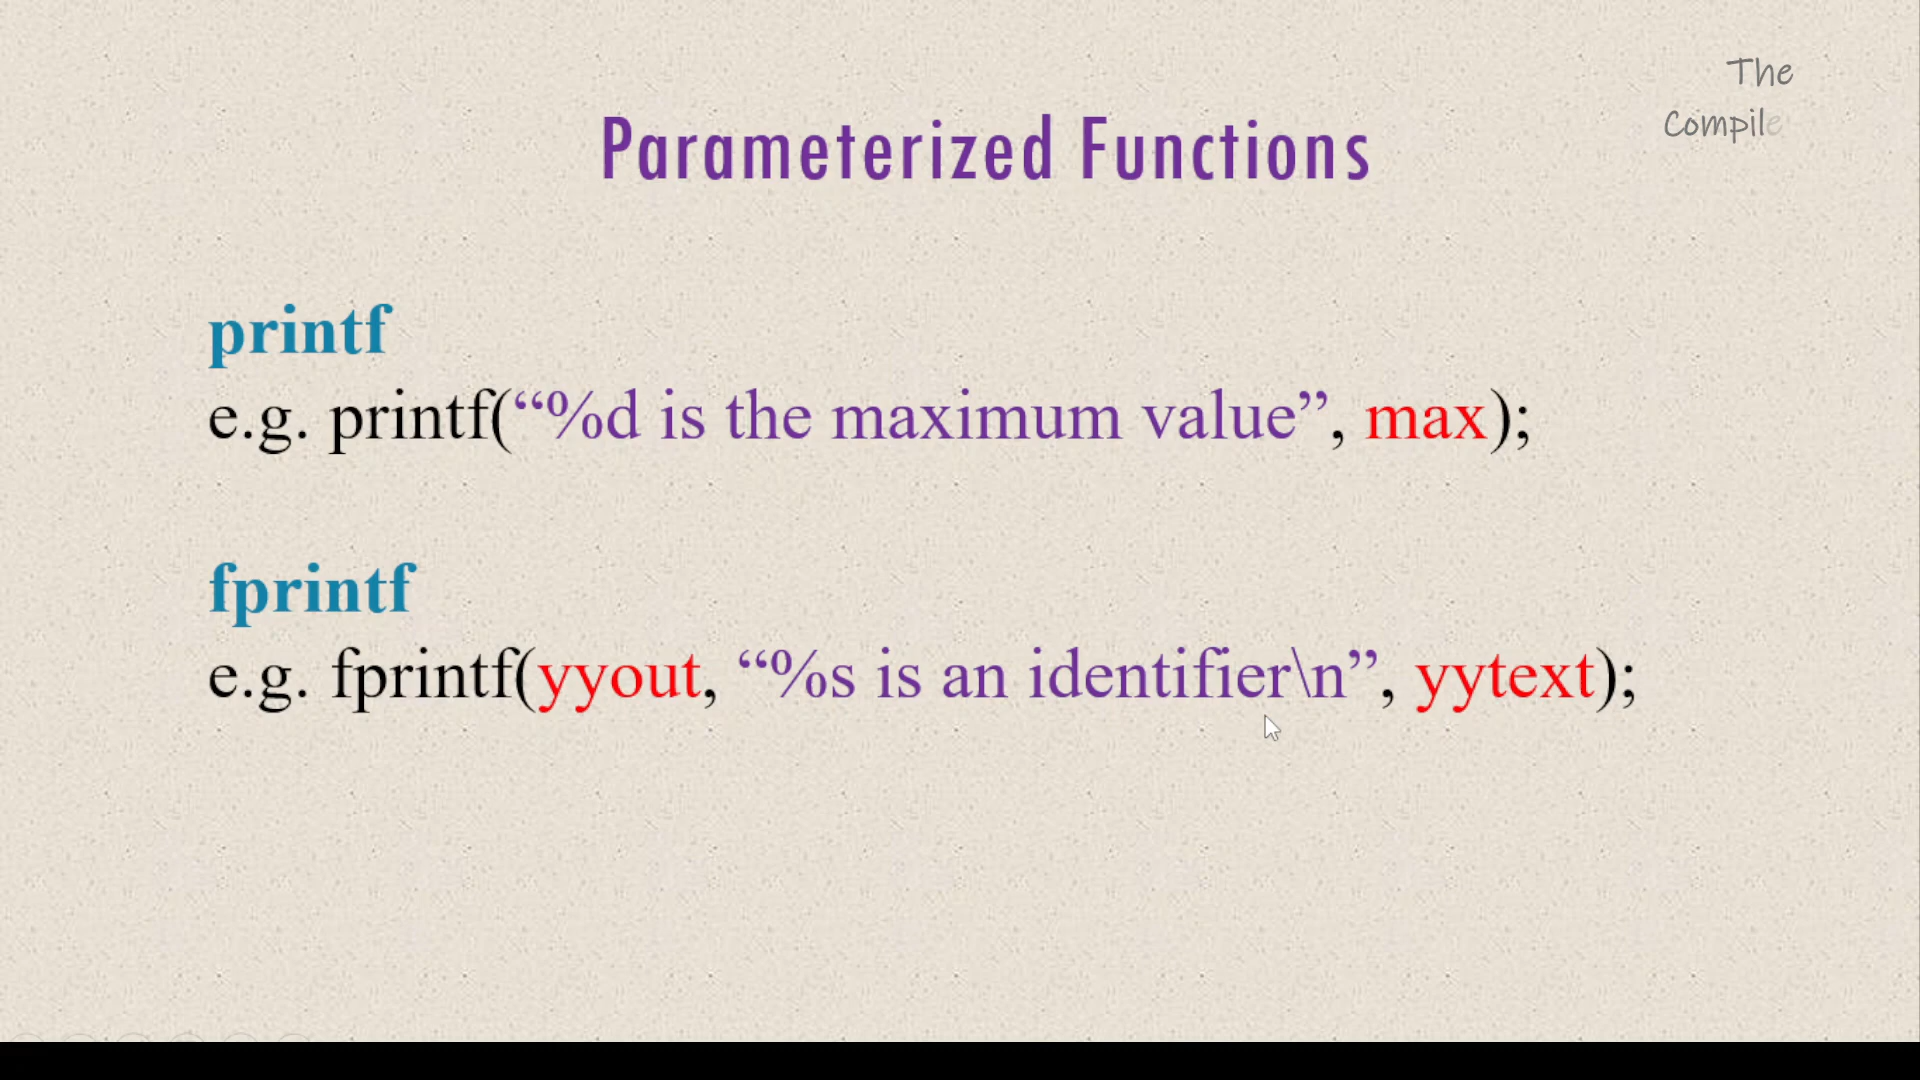 The
Compile
Parameterized Functions
printf
e.g. printf(“%d is the maximum value”, max);
fprintf
e.g. fprintf(yyout, “%s is an identifier\n”, yytext);